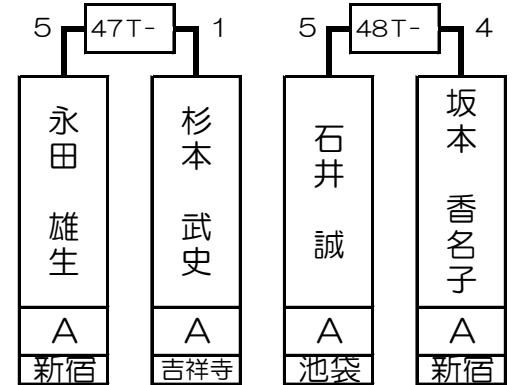 5 47T- 1
5 48T- 4
永田 雄生
杉本 武史
石井 誠
坂本 香名子
A
A
A
A
新宿
吉祥寺
池袋
新宿